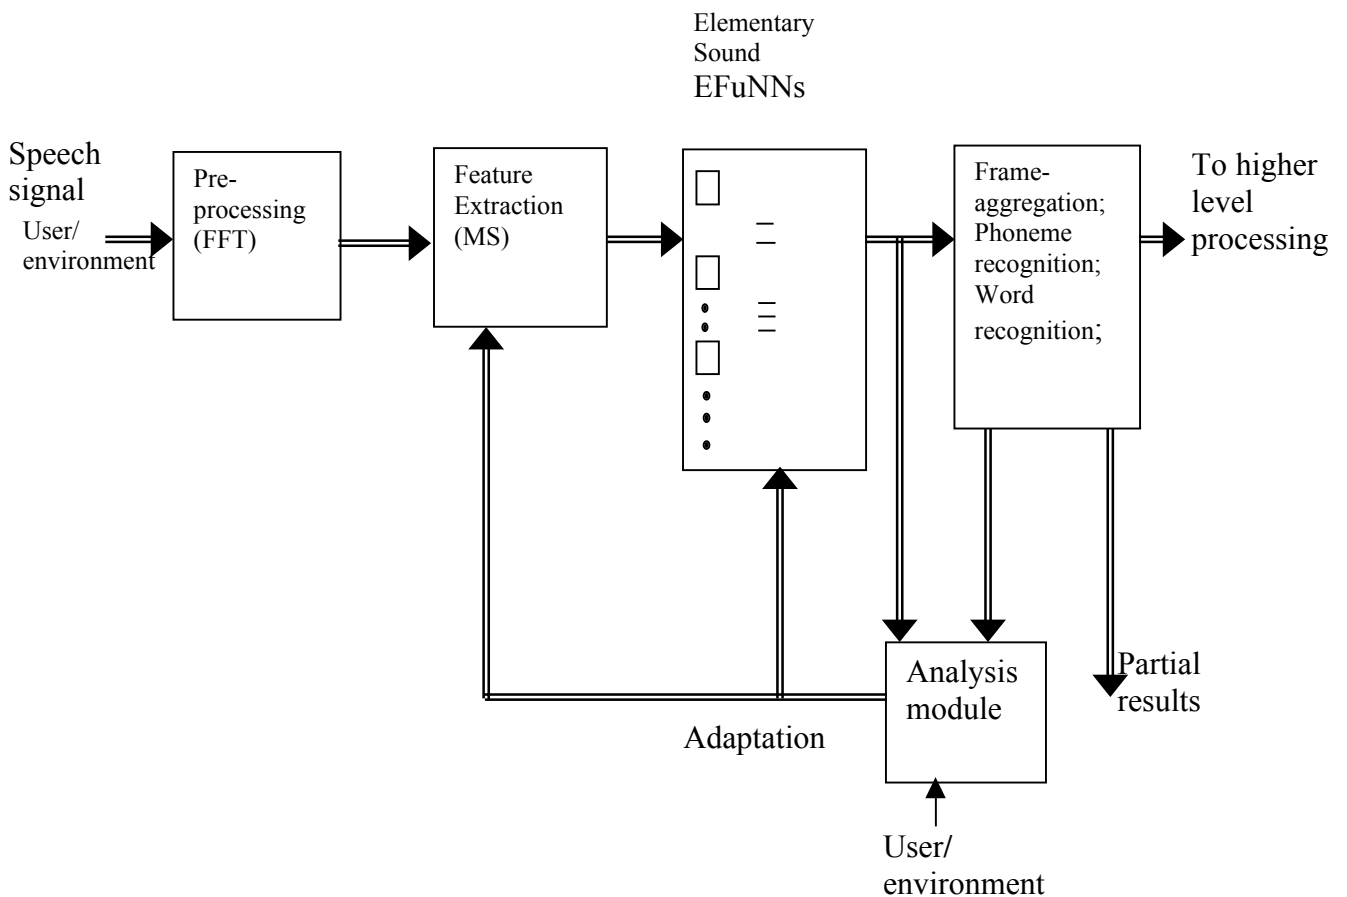 Elementary
Sound
EFuNNs
Speech
signal
User/
environment
Pre-
processing
(FFT)
Feature
Extraction
(MS)
Frame-
aggregation;
Phoneme
recognition;
Word
recognition;
To higher
level
processing
Analysis
module
Partial
results
Adaptation
User/
environment